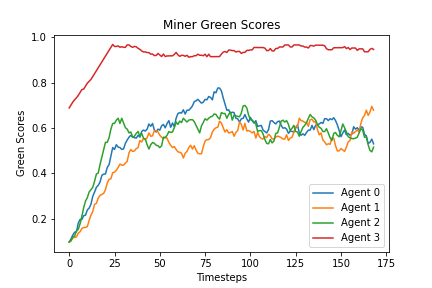 Miner Green Scores
1.0
0.8
0.6
0.4
0.2
Green Scores
0 25 50 75 100 125 150 175
Timesteps
Agent 0
Agent 1
Agent 2
Agent 3